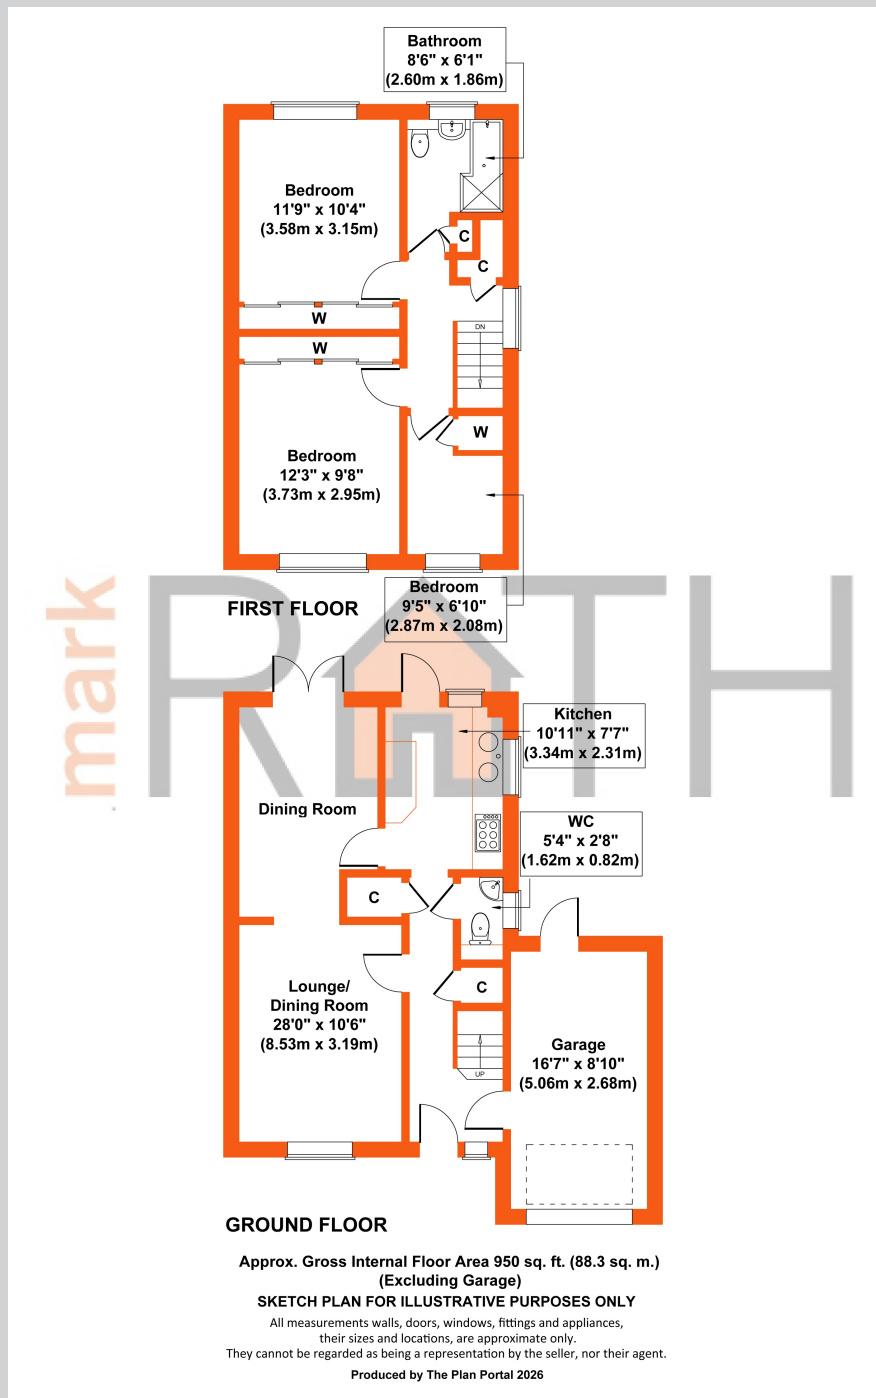 Bathroom
8'6" x 6'1"
(2.60m x 1.86m)
Bedroom
11'9" x 10'4"
(3.58m x 3.15m)
C
C
W
DN
W
W
Bedroom
12'3" x 9'8"
(3.73m x 2.95m)
Bedroom
9'5" x 6'10"
(2.87m x 2.08m)
FIRST FLOOR
mark
RATH
Kitchen
10'11" x 7'7"
(3.34m x 2.31m)
Dining Room
WC
5'4" x 2'8"
(1.62m x 0.82m)
C
Lounge/
Dining Room
28'0" x 10'6"
(8.53m x 3.19m)
C
UP
Garage
16'7" x 8'10"
(5.06m x 2.68m)
GROUND FLOOR
Approx. Gross Internal Floor Area 950 sq. ft. (88.3 sq. m.)
(Excluding Garage)
SKETCH PLAN FOR ILLUSTRATIVE PURPOSES ONLY
All measurements walls, doors, windows, fittings and appliances,
their sizes and locations, are approximate only.
They cannot be regarded as being a representation by the seller, nor their agent.
Produced by The Plan Portal 2026